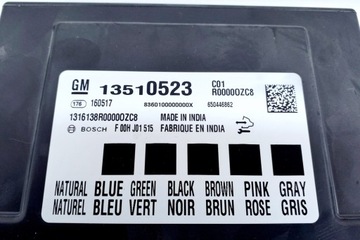 GM 13510523 C01
R00000ZC8
176 160517 8360100000000X 650446862
1316138R00000ZC8 MADE IN INDIA
BOSCH F 00H J01 515 FABRIQUE EN INDIA
NATURAL BLUE GREEN BLACK BROWN PINK GRAY
NATUREL BLEU VERT NOIR BRUN ROSE GRIS